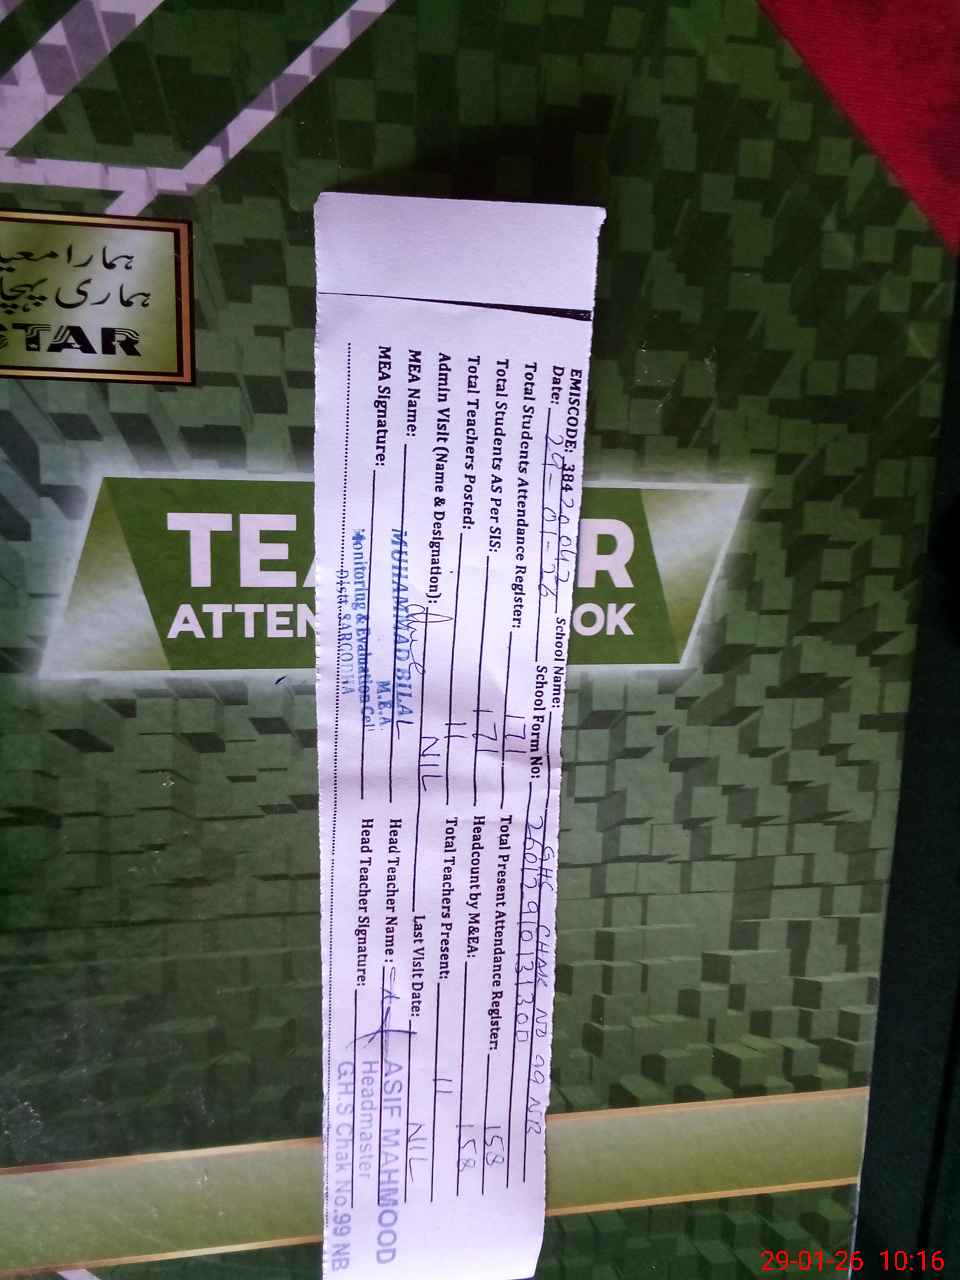 ہمارا معیار
ہماری پہچان
STAR
TEACHER
ATTEN OK
EMISCODE: 38420042 School Name: GHS CHAK NO 99 NB
Date: 29-01-26 School Form No: 2601290131300
Total Students Attendance Register: 171 Total Present Attendance Register: 158
Total Students AS Per SIS: 171 Headcount by M&EA: 158
Total Teachers Posted: 11 Total Teachers Present: 11
Admin Visit (Name & Designation): NIL Last Visit Date: NIL
MEA Name: MUHAMMAD BILAL Head Teacher Name : ASIF MAHMOOD
M.E.A Headmaster
MEA Signature: Monitoring & Evaluation Cell Head Teacher Signature: G.H.S Chak No.99 NB
Distt. SARGODHA
29-01-26 10:16